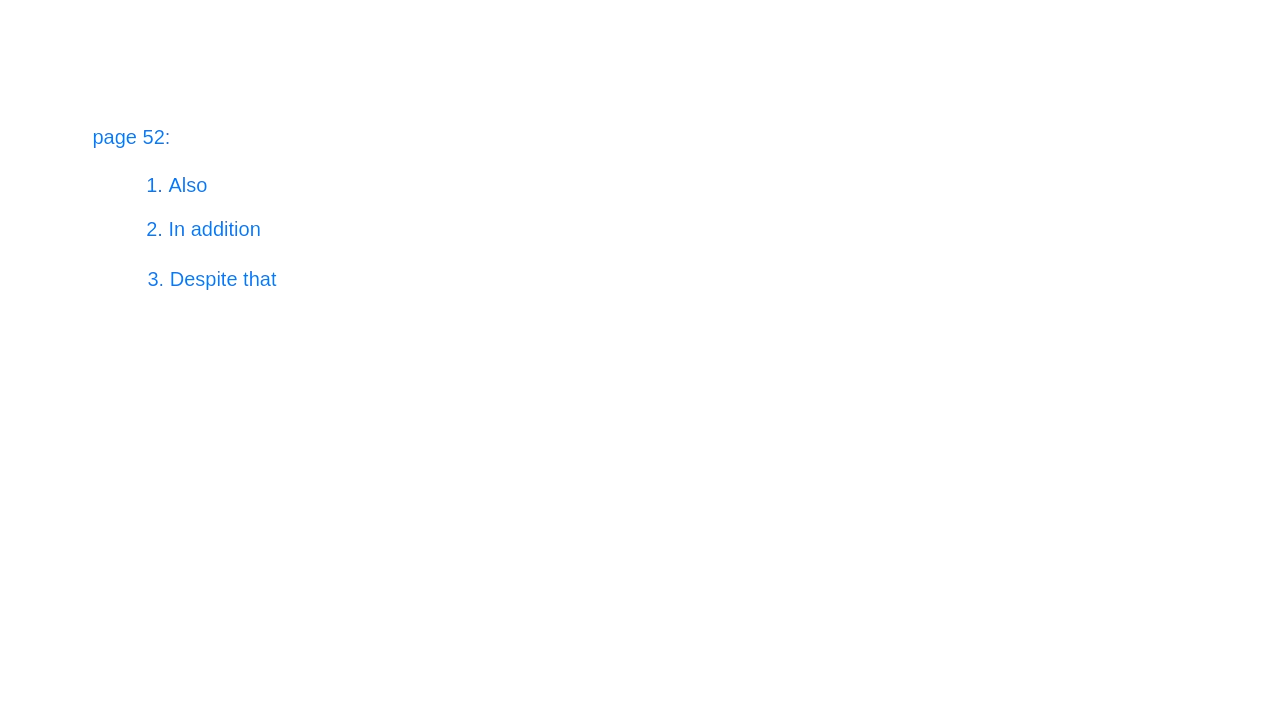 page 52:
1. Also
2. In addition
3. Despite that